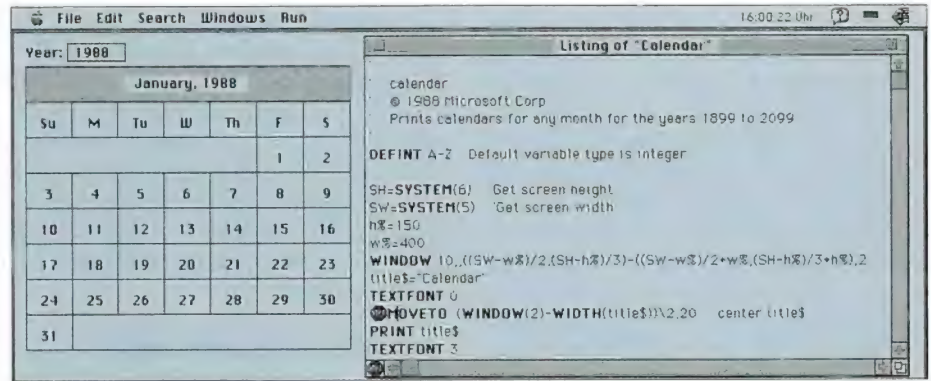 File Edit Search Windows Run 16:00:22 Uhr
Year: 1988
January, 1988
Su M Tu W Th F S
1 2
3 4 5 6 7 8 9
10 11 12 13 14 15 16
17 18 19 20 21 22 23
24 25 26 27 28 29 30
31
Listing of "Calendar"
' calendar
' © 1988 Microsoft Corp
' Prints calendars for any month for the years 1899 to 2099
DEFINT A-Z 'Default variable type is integer
SH=SYSTEM(6) 'Get screen height
SW=SYSTEM(5) 'Get screen width
h%=150
w%=400
WINDOW 10,,((SW-w%)/2,(SH-h%)/3)-((SW-w%)/2+w%,(SH-h%)/3+h%),2
title$="Calendar"
TEXTFONT 0
MOVETO (WINDOW(2)-WIDTH(title$))\2,20 'center title$
PRINT title$
TEXTFONT 3